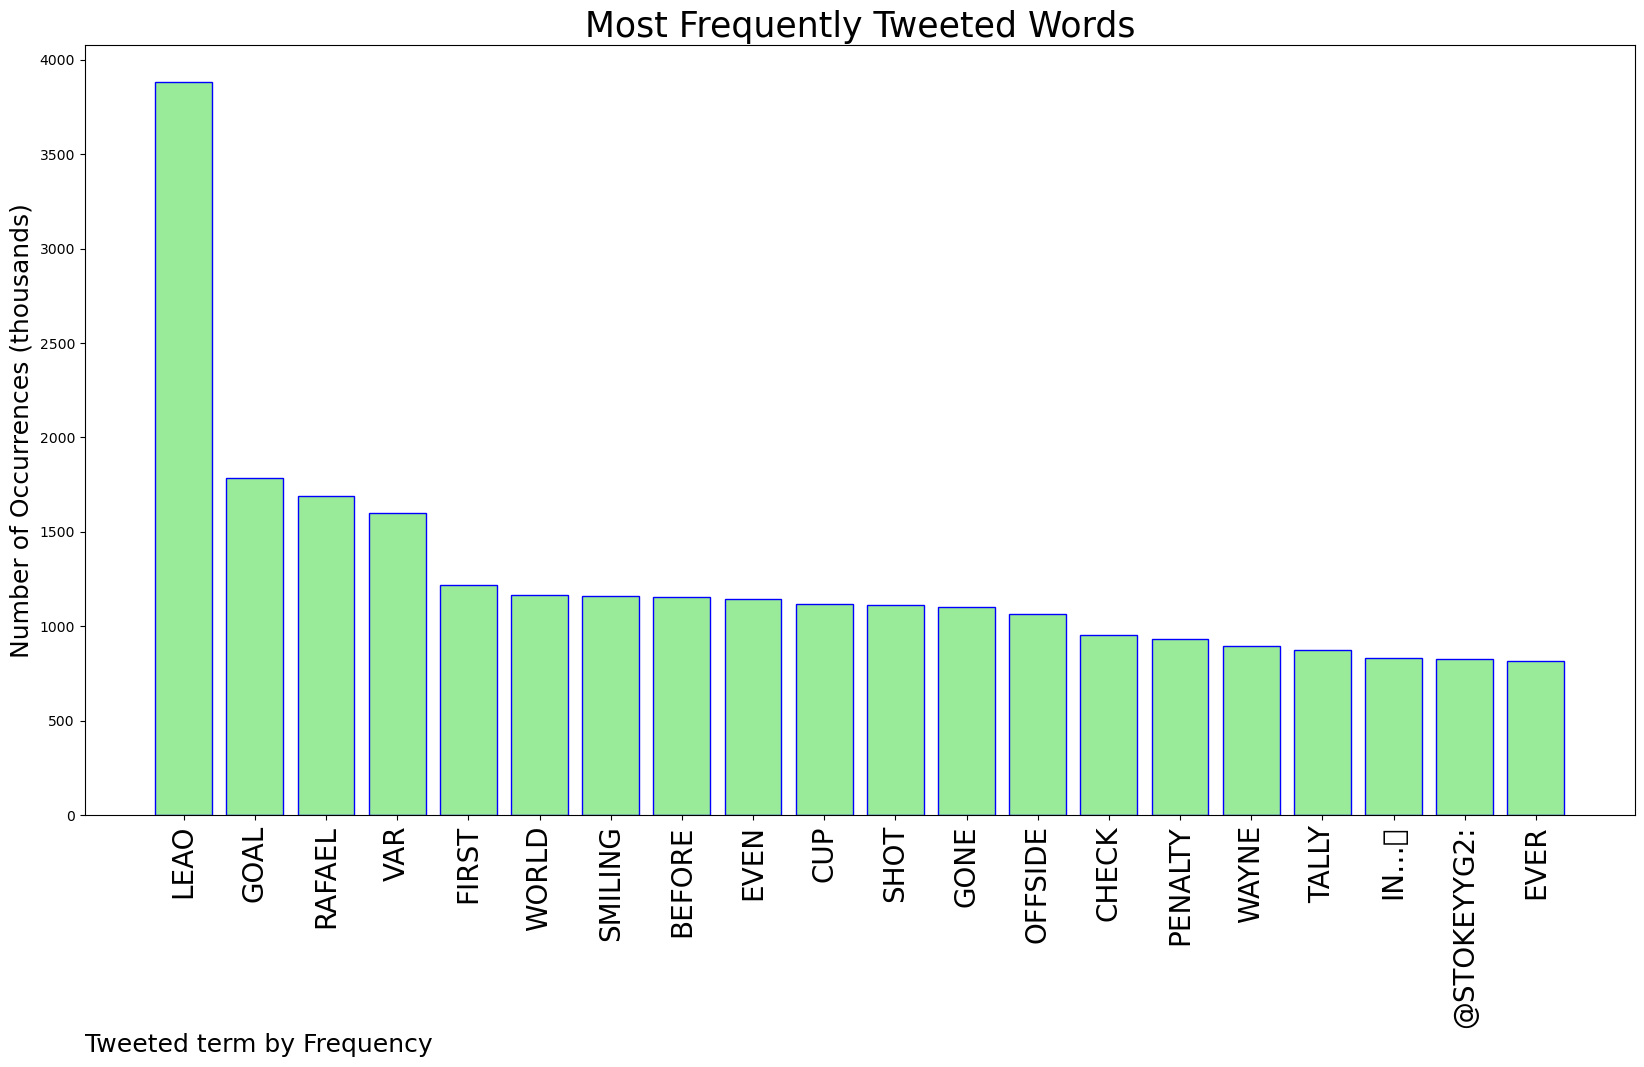 Most Frequently Tweeted Words
Number of Occurrences (thousands)
4000
3500
3000
2500
2000
1500
1000
500
0
LEAO
GOAL
RAFAEL
VAR
FIRST
WORLD
SMILING
BEFORE
EVEN
CUP
SHOT
GONE
OFFSIDE
CHECK
PENALTY
WAYNE
TALLY
IN...▯
@STOKEYYG2:
EVER
Tweeted term by Frequency